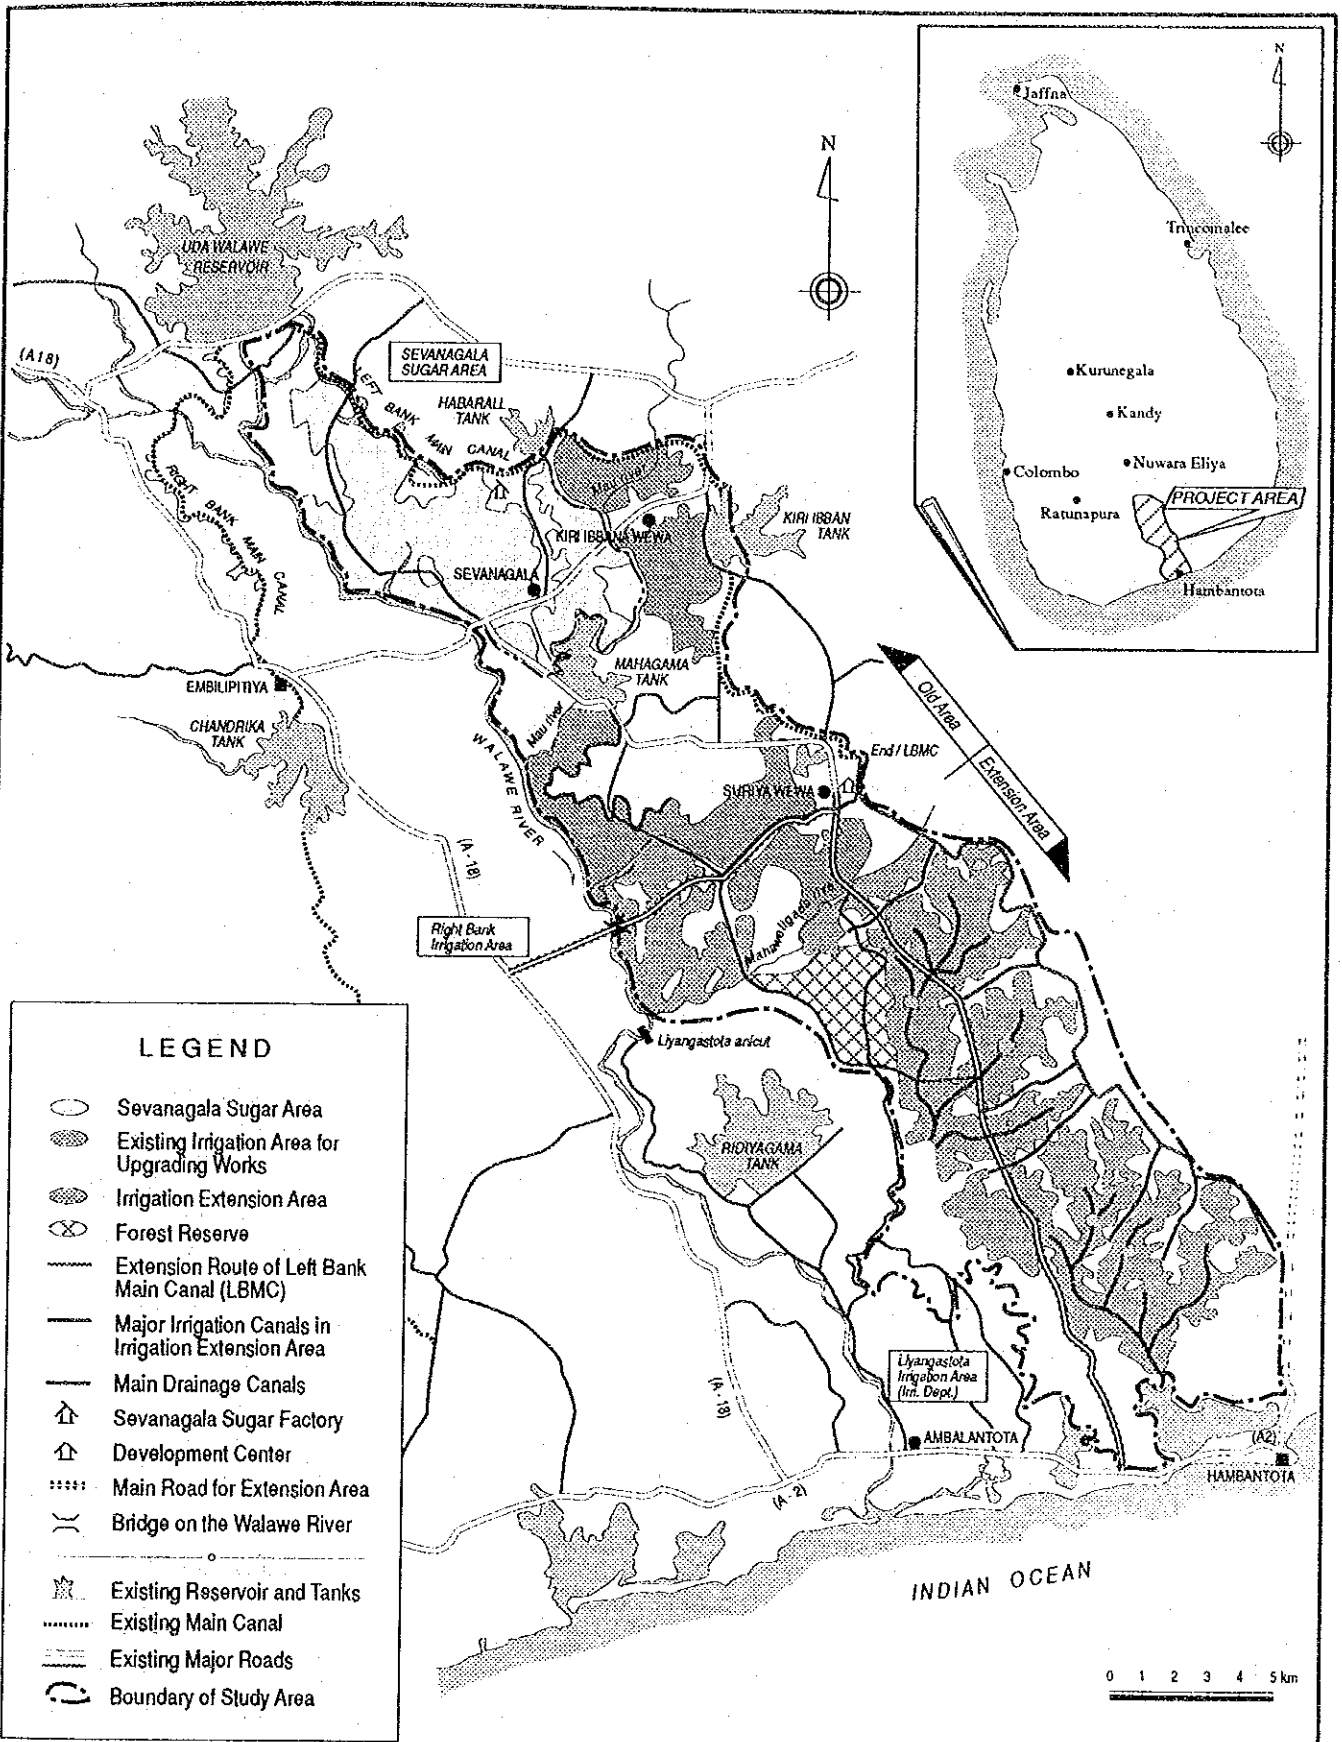 N
Jaffna
Trincomalee
Kurunegala
Kandy
Colombo
Nuwara Eliya
Ratunapura
PROJECT AREA
Hambantota
N
UDA WALAWE
RESERVOIR
(A18)
SEVANAGALA
SUGAR AREA
HABARALL
TANK
LEFT BANK MAIN CANAL
RIGHT BANK MAIN CANAL
Mau river
KIRI IBBAN
TANK
KIRI IBBANA WEWA
SEVANAGALA
MAHAGAMA
TANK
EMBILIPITIYA
CHANDRIKA
TANK
Mau river
WALAWE RIVER
Old Area
Extension Area
End / LBMC
SURIYA WEWA
(A-18)
Right Bank
Irrigation Area
Liyangastota anicut
RIDIYAGAMA
TANK
Liyangastota
Irrigation Area
(Irri. Dept.)
(A-18)
AMBALANTOTA
(A2)
HAMBANTOTA
(A-2)
INDIAN OCEAN
0 1 2 3 4 5 km
LEGEND
Sevanagala Sugar Area
Existing Irrigation Area for
Upgrading Works
Irrigation Extension Area
Forest Reserve
Extension Route of Left Bank
Main Canal (LBMC)
Major Irrigation Canals in
Irrigation Extension Area
Main Drainage Canals
Sevanagala Sugar Factory
Development Center
Main Road for Extension Area
Bridge on the Walawe River
Existing Reservoir and Tanks
Existing Main Canal
Existing Major Roads
Boundary of Study Area